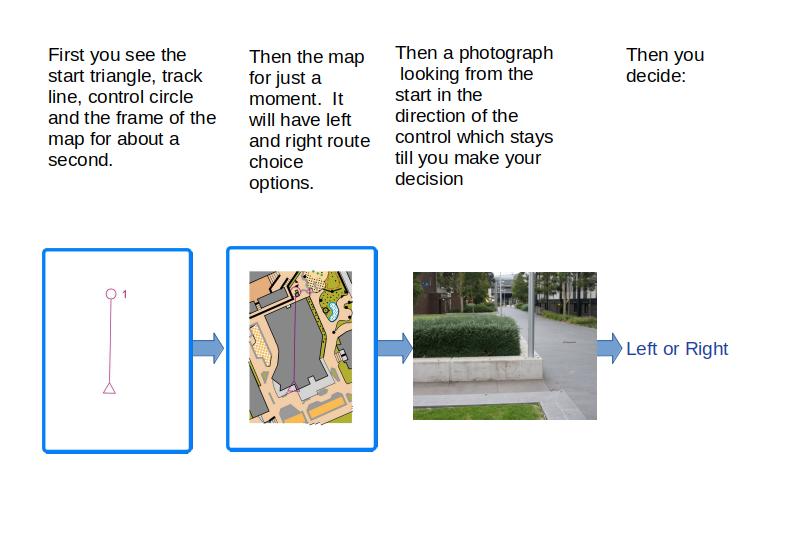 First you see the
start triangle, track
line, control circle
and the frame of the
map for about a
second.
Then the map
for just a
moment.  It
will have left
and right route
choice
options.
Then a photograph
looking from the
start in the
direction of the
control which stays
till you make your
decision
Then you
decide:
1
Left or Right